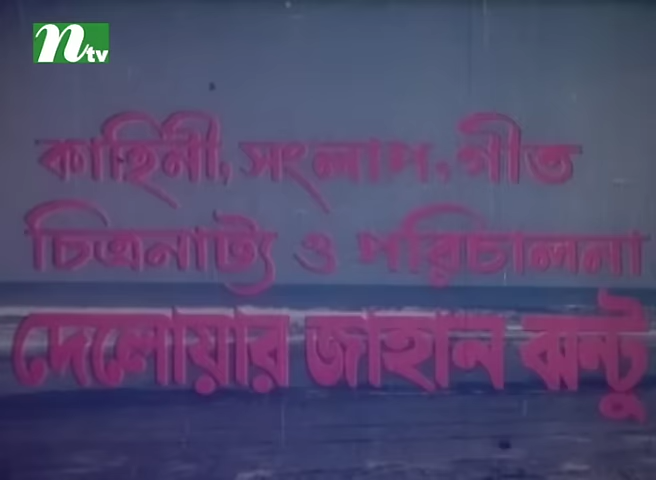 ntv
কাহিনী, সংলাপ, গীত
চিত্রনাট্য ও পরিচালনা
দেলোয়ার জাহান ঝন্টু